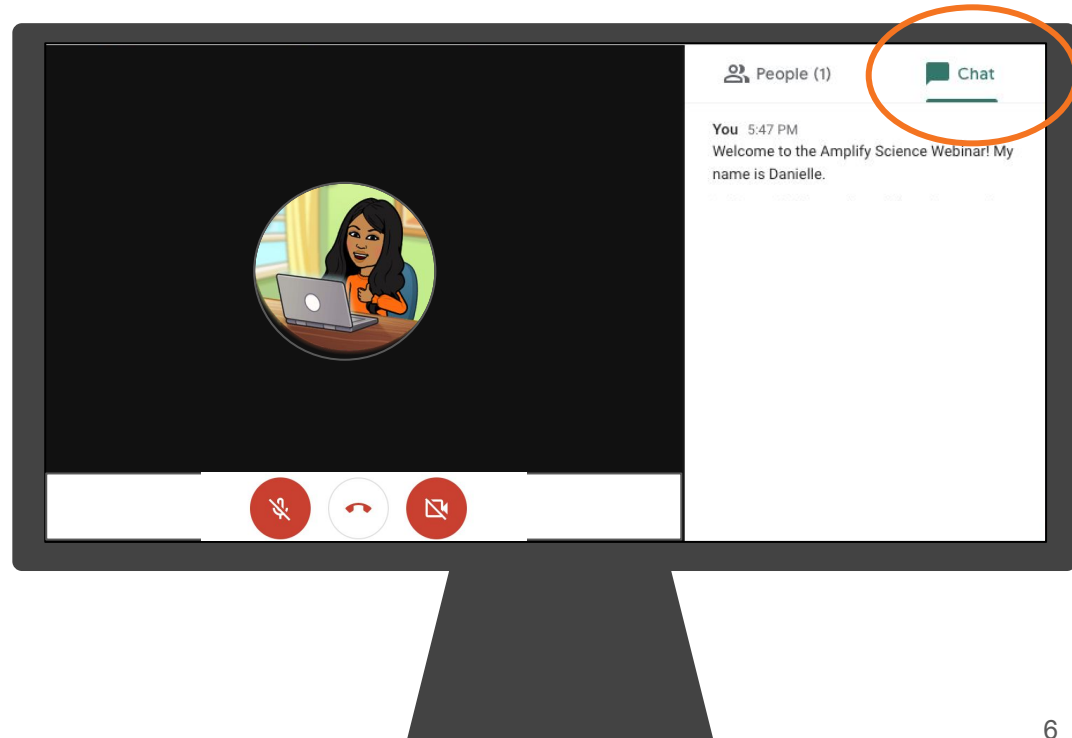 People (1)
Chat
You 5:47 PM
Welcome to the Amplify Science Webinar! My
name is Danielle.
6